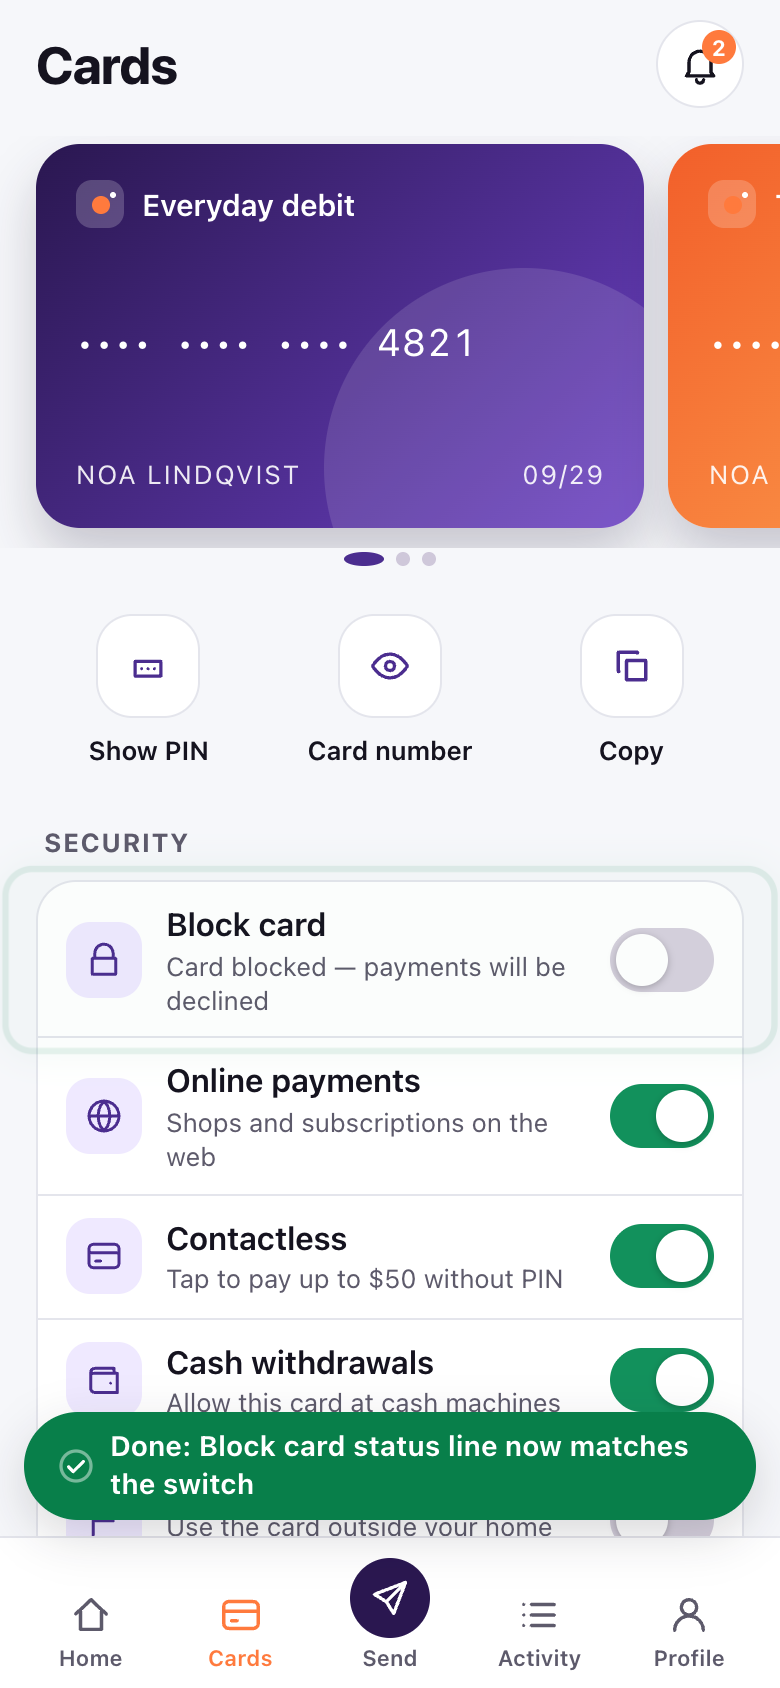 Cards
2
Everyday debit
•••• •••• •••• 4821
••••
NOA LINDQVIST 09/29
NOA
Show PIN
Card number
Copy
SECURITY
Block card
Card blocked — payments will be
declined
Online payments
Shops and subscriptions on the
web
Contactless
Tap to pay up to $50 without PIN
Cash withdrawals
Allow this card at cash machines
Done: Block card status line now matches
the switch
Use the card outside your home
Home
Cards
Send
Activity
Profile